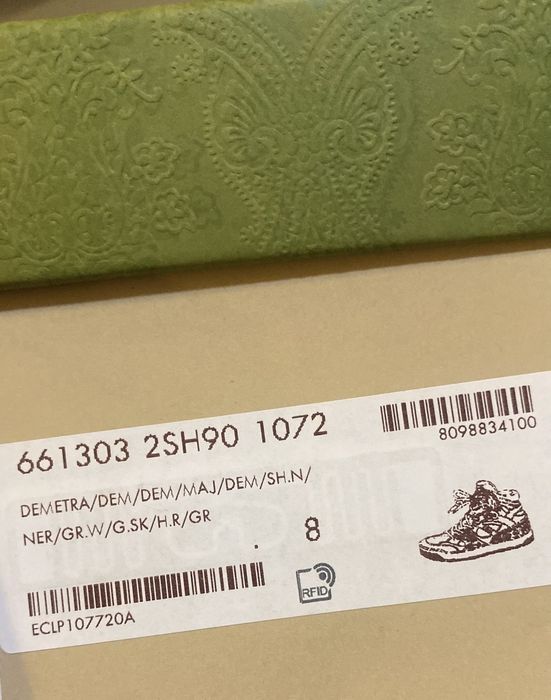 661303 2SH90 1072
8098834100
DEMETRA/DEM/DEM/MAJ/DEM/SH.N/
NER/GR.W/G.SK/H.R/GR
. 8
RFID
ECLP107720A